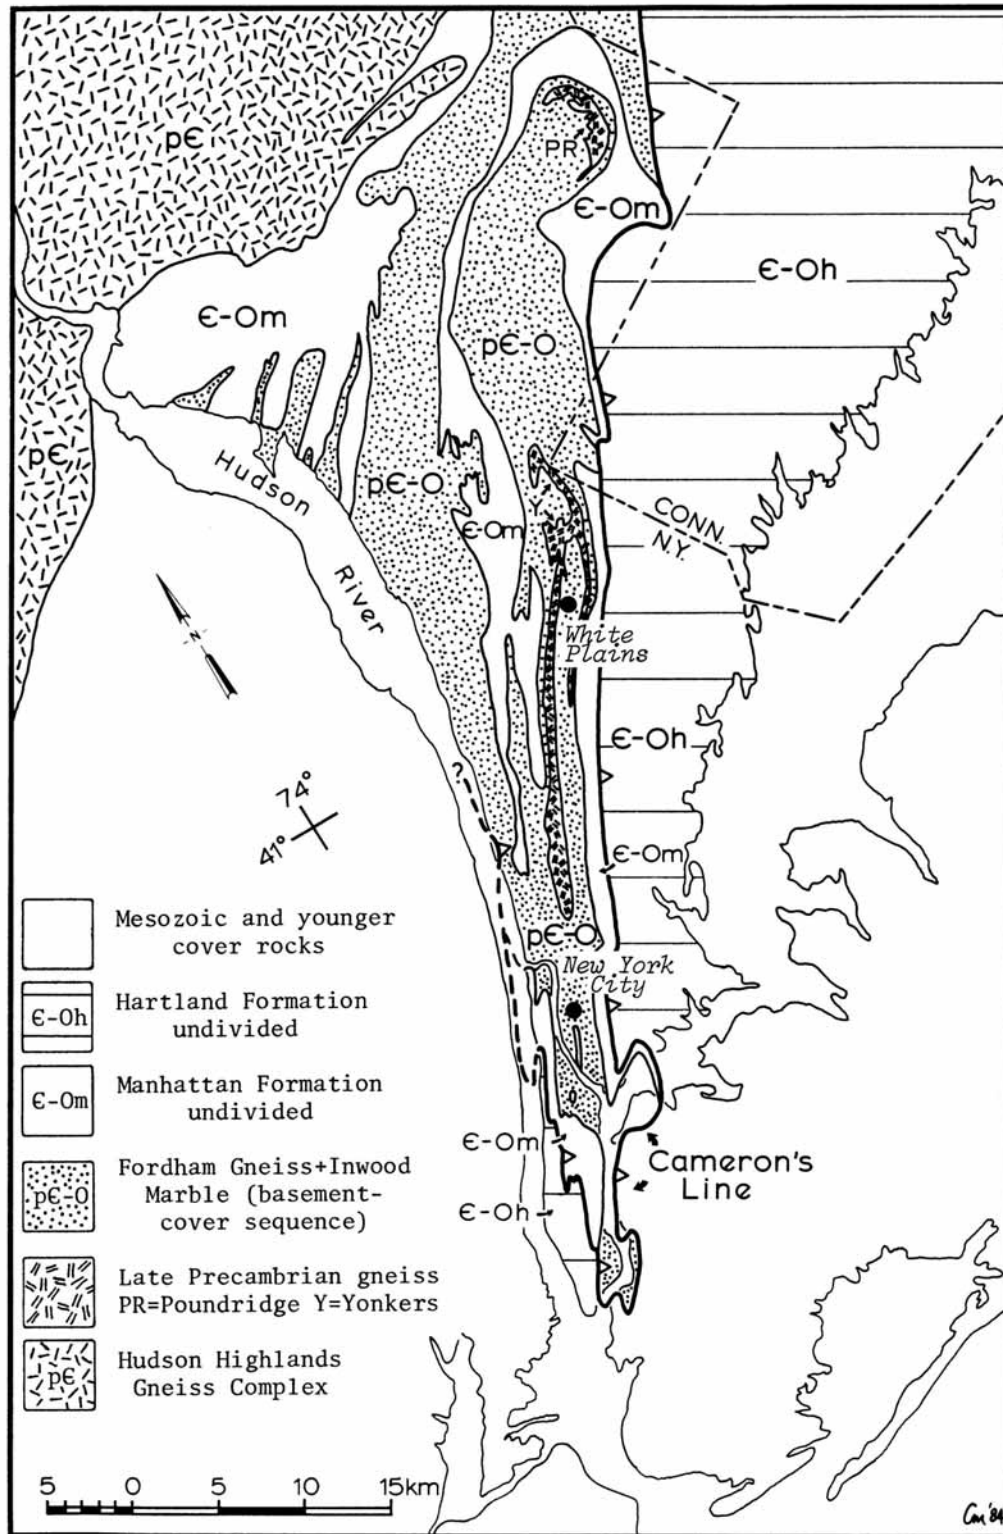 pЄ
PR
Є-Om
Є-Oh
Є-Om
pЄ-O
pЄ
pЄ-O
Hudson
River
Є-Om
Y
CONN.
N.Y.
N
White
Plains
Є-Oh
?
74°
41°
Є-Om
pЄ-O
New York
City
Mesozoic and younger
cover rocks
Є-Oh
Hartland Formation
undivided
Є-Om
Manhattan Formation
undivided
Є-Om
Cameron's
Line
Є-Oh
pЄ-O
Fordham Gneiss+Inwood
Marble (basement-
cover sequence)
Late Precambrian gneiss
PR=Poundridge Y=Yonkers
pЄ
Hudson Highlands
Gneiss Complex
5 0 5 10 15km